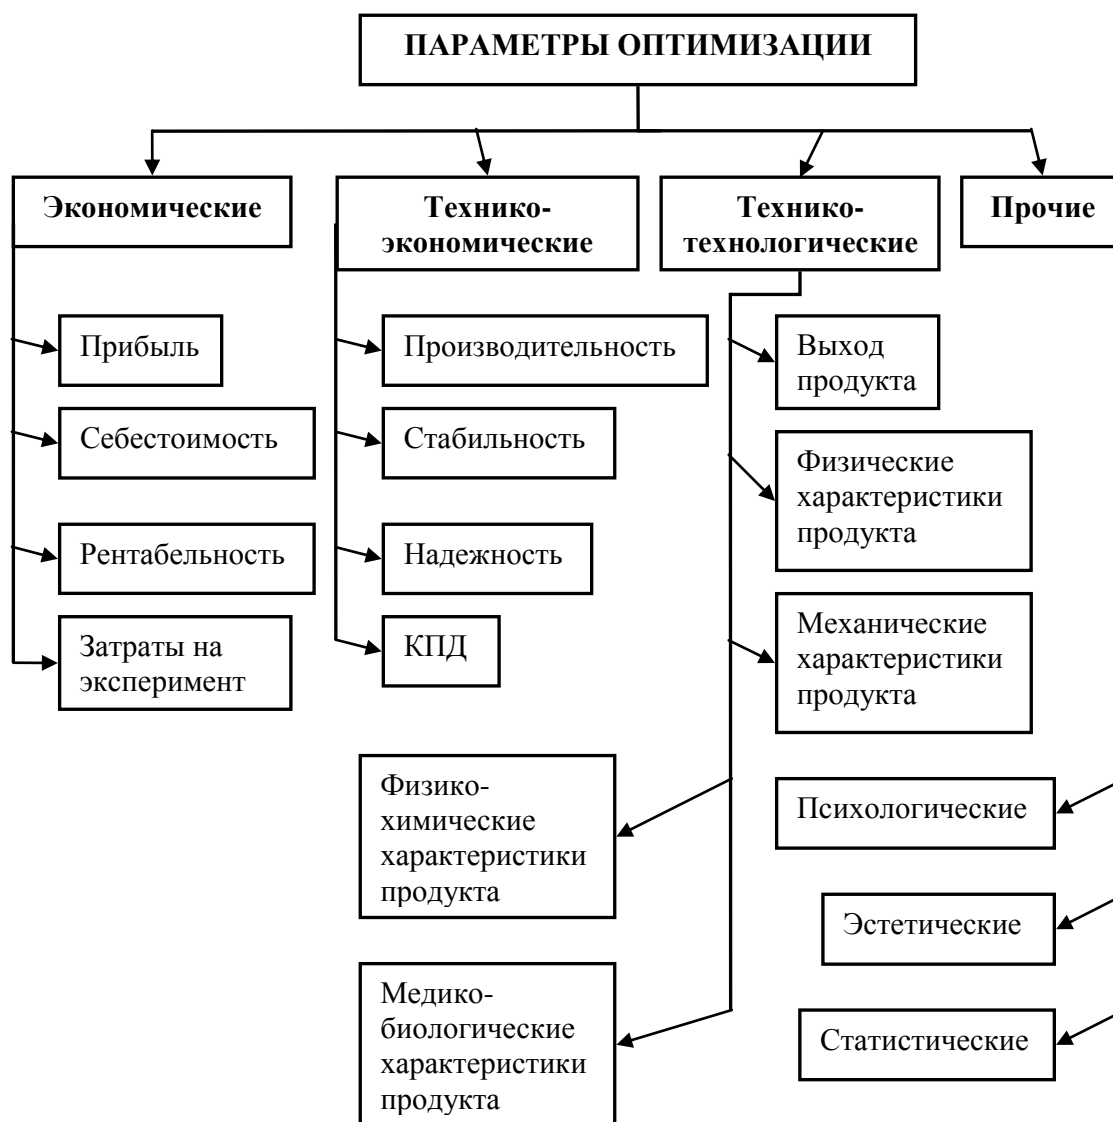 ПАРАМЕТРЫ ОПТИМИЗАЦИИ
Экономические
Технико-
экономические
Технико-
технологические
Прочие
Прибыль
Себестоимость
Рентабельность
Затраты на
эксперимент
Производительность
Стабильность
Надежность
КПД
Выход
продукта
Физические
характеристики
продукта
Механические
характеристики
продукта
Физико-
химические
характеристики
продукта
Медико-
биологические
характеристики
продукта
Психологические
Эстетические
Статистические